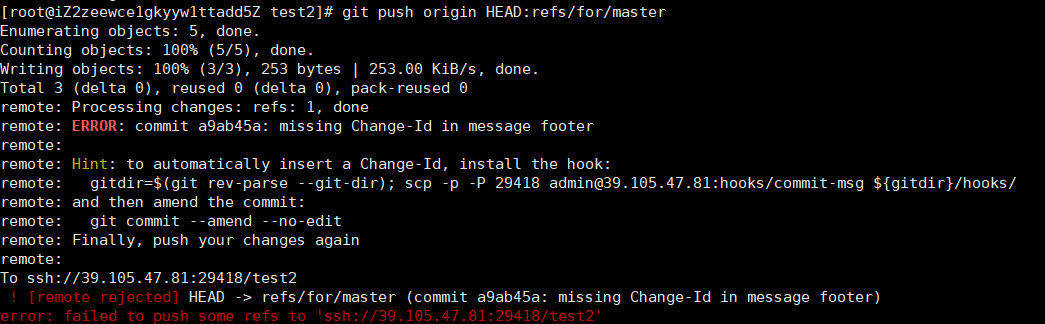 [root@iZ2zeewce1gkyyw1ttadd5Z test2]# git push origin HEAD:refs/for/master
Enumerating objects: 5, done.
Counting objects: 100% (5/5), done.
Writing objects: 100% (3/3), 253 bytes | 253.00 KiB/s, done.
Total 3 (delta 0), reused 0 (delta 0), pack-reused 0
remote: Processing changes: refs: 1, done
remote: ERROR: commit a9ab45a: missing Change-Id in message footer
remote:
remote: Hint: to automatically insert a Change-Id, install the hook:
remote:   gitdir=$(git rev-parse --git-dir); scp -p -P 29418 admin@39.105.47.81:hooks/commit-msg ${gitdir}/hooks/
remote: and then amend the commit:
remote:   git commit --amend --no-edit
remote: Finally, push your changes again
remote:
To ssh://39.105.47.81:29418/test2
 ! [remote rejected] HEAD -> refs/for/master (commit a9ab45a: missing Change-Id in message footer)
error: failed to push some refs to 'ssh://39.105.47.81:29418/test2'